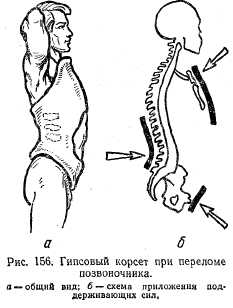 а б
Рис. 156. Гипсовый корсет при переломе
позвоночника.
а — общий вид; б — схема приложения под-
держивающих сил,